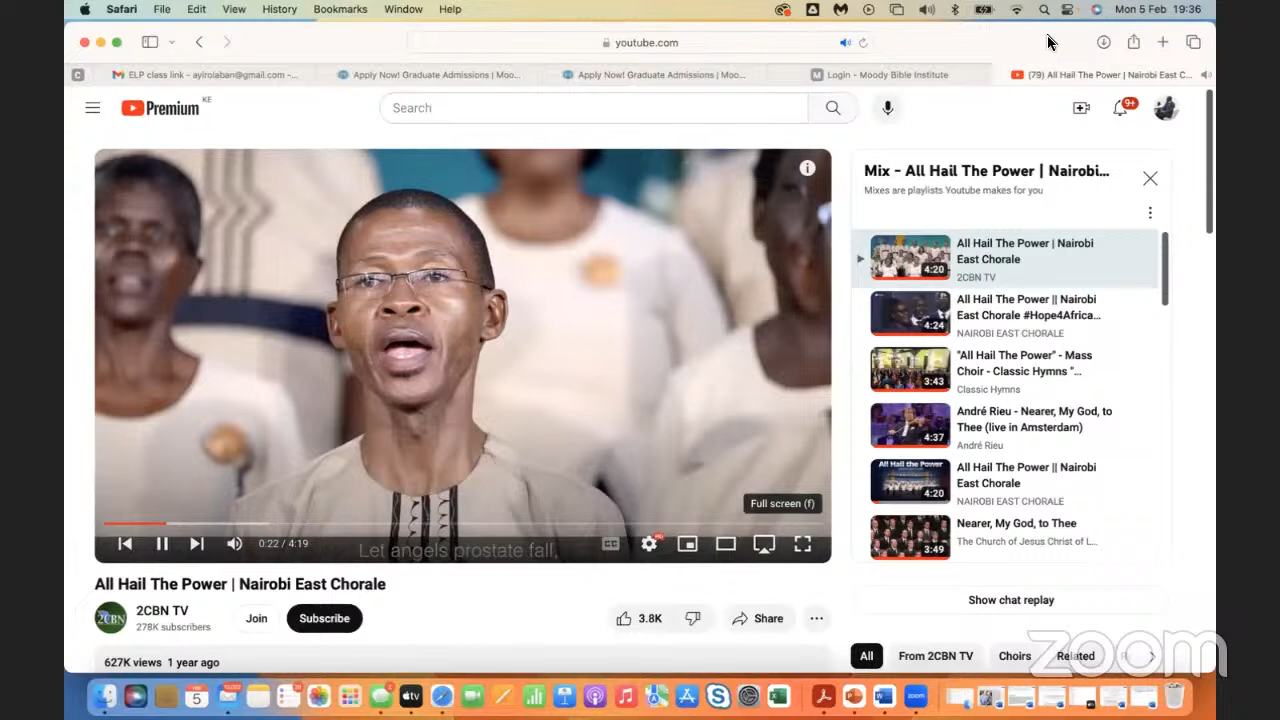 Safari File Edit View History Bookmarks Window Help Mon 5 Feb 19:36
youtube.com
C ELP class link - ayirolaban@gmail.com -... Apply Now! Graduate Admissions | Moo... Apply Now! Graduate Admissions | Moo... M Login - Moody Bible Institute (79) All Hail The Power | Nairobi East C...
Premium KE
Search
9+
Mix - All Hail The Power | Nairobi...
Mixes are playlists Youtube makes for you
All Hail The Power | Nairobi
East Chorale
2CBN TV
4:20
All Hail The Power || Nairobi
East Chorale #Hope4Africa...
NAIROBI EAST CHORALE
4:24
"All Hail The Power" - Mass
Choir - Classic Hymns "...
Classic Hymns
3:43
André Rieu - Nearer, My God, to
Thee (live in Amsterdam)
André Rieu
4:37
All Hail the Power
All Hail The Power || Nairobi
East Chorale
NAIROBI EAST CHORALE
4:20
Nearer, My God, to Thee
The Church of Jesus Christ of L...
3:49
Full screen (f)
0:22 / 4:19
Let angels prostate fall,
CC
All Hail The Power | Nairobi East Chorale
2CBN
2CBN TV
278K subscribers
Join
Subscribe
3.8K
Share
627K views 1 year ago
Show chat replay
All From 2CBN TV Choirs Related
zoom
5
tv
zoom